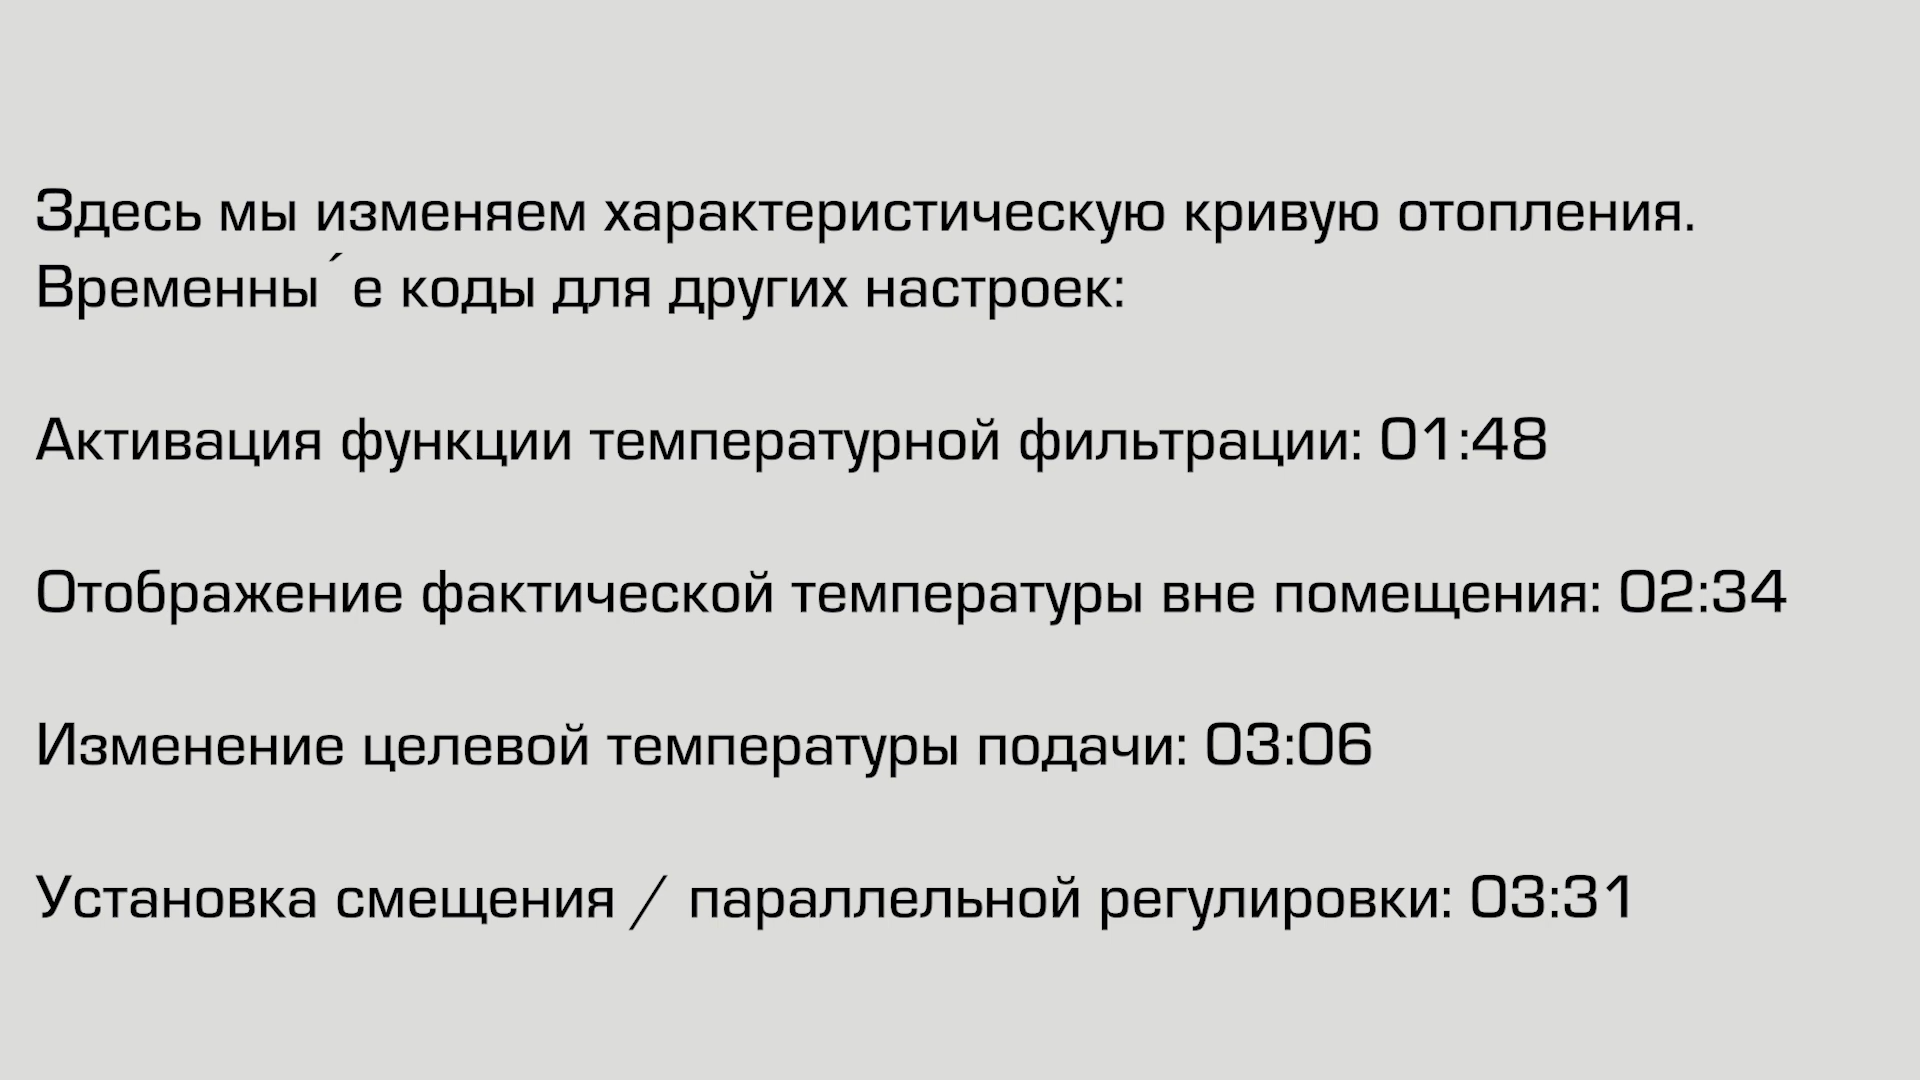 Здесь мы изменяем характеристическую кривую отопления.
Временны´е коды для других настроек:
Активация функции температурной фильтрации: 01:48
Отображение фактической температуры вне помещения: 02:34
Изменение целевой температуры подачи: 03:06
Установка смещения / параллельной регулировки: 03:31